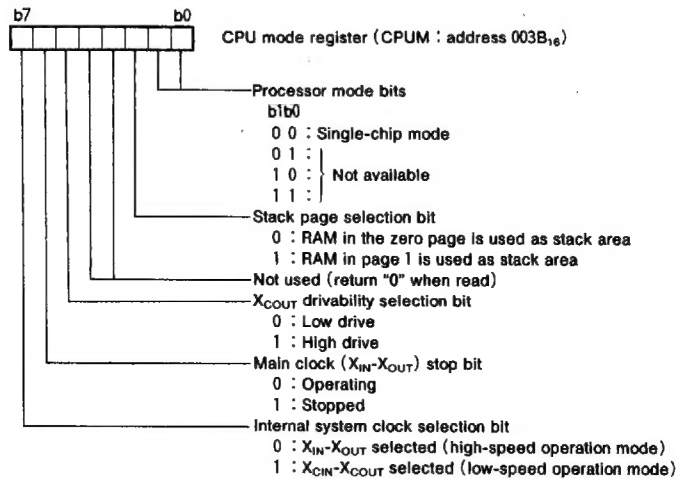 b7 b0
CPU mode register (CPUM : address 003B₁₆)
Processor mode bits
b1b0
0 0 : Single-chip mode
0 1 :
1 0 : Not available
1 1 :
Stack page selection bit
0 : RAM in the zero page is used as stack area
1 : RAM in page 1 is used as stack area
Not used (return "0" when read)
XCOUT drivability selection bit
0 : Low drive
1 : High drive
Main clock (XIN-XOUT) stop bit
0 : Operating
1 : Stopped
Internal system clock selection bit
0 : XIN-XOUT selected (high-speed operation mode)
1 : XCIN-XCOUT selected (low-speed operation mode)